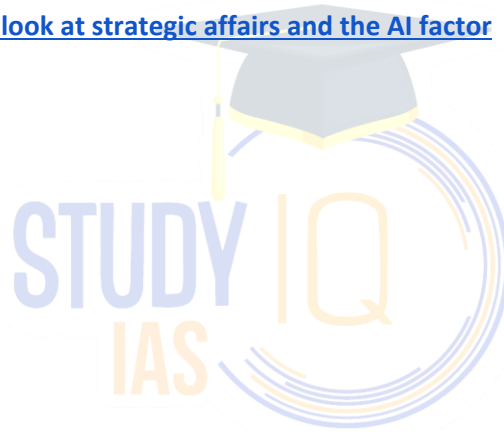 look at strategic affairs and the AI factor
STUDY IQ
IAS